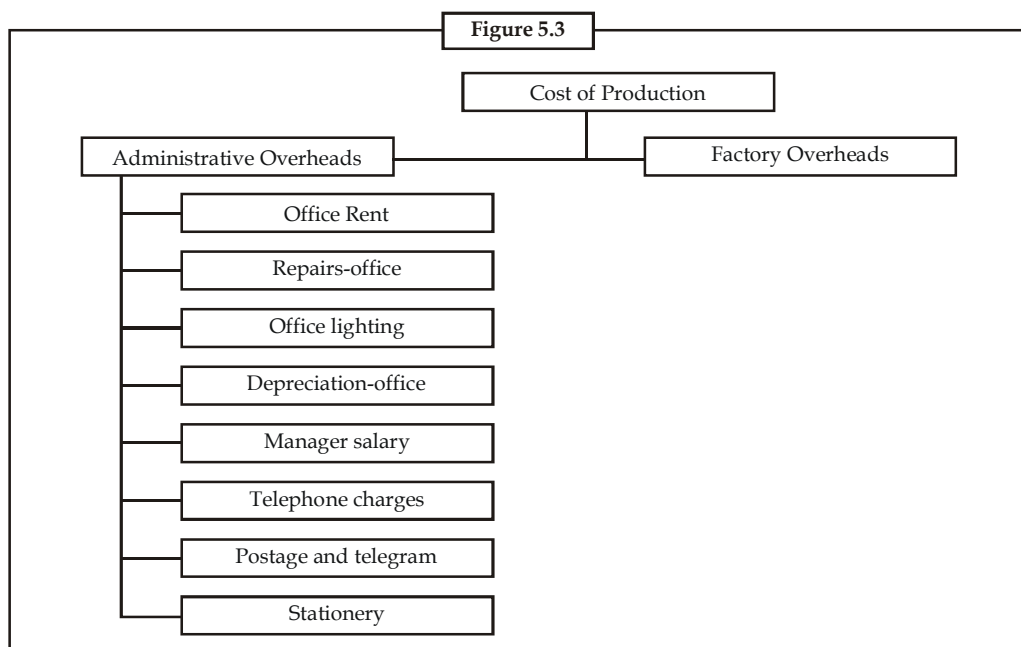 Figure 5.3
Cost of Production
Administrative Overheads
Factory Overheads
Office Rent
Repairs-office
Office lighting
Depreciation-office
Manager salary
Telephone charges
Postage and telegram
Stationery